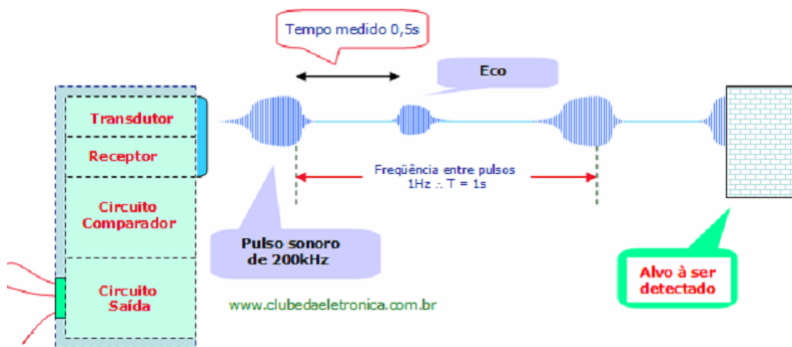 Tempo medido 0,5s
Eco
Transdutor
Receptor
Freqüência entre pulsos
1Hz ∴ T = 1s
Circuito
Comparador
Pulso sonoro
de 200kHz
Circuito
Saída
Alvo à ser
detectado
www.clubedaeletronica.com.br